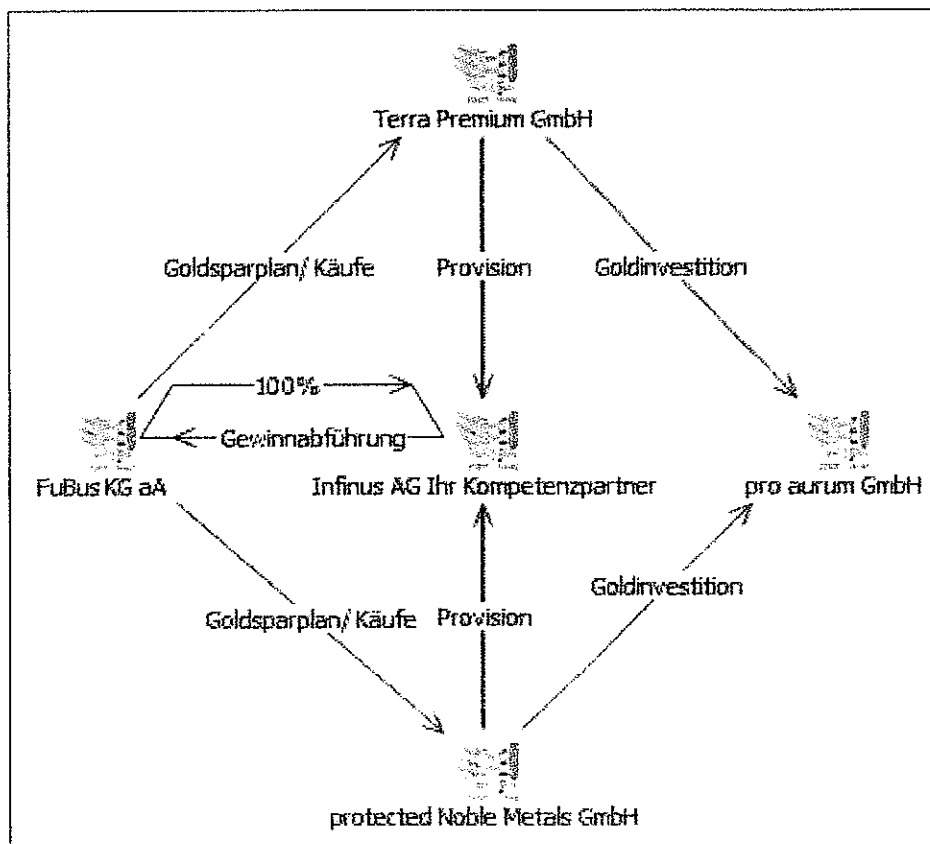 Terra Premium GmbH
Goldsparplan/ Käufe
Provision
Goldinvestition
100%
Gewinnabführung
FuBus KG aA
Infinus AG Ihr Kompetenzpartner
pro aurum GmbH
Goldinvestition
Goldsparplan/ Käufe
Provision
protected Noble Metals GmbH